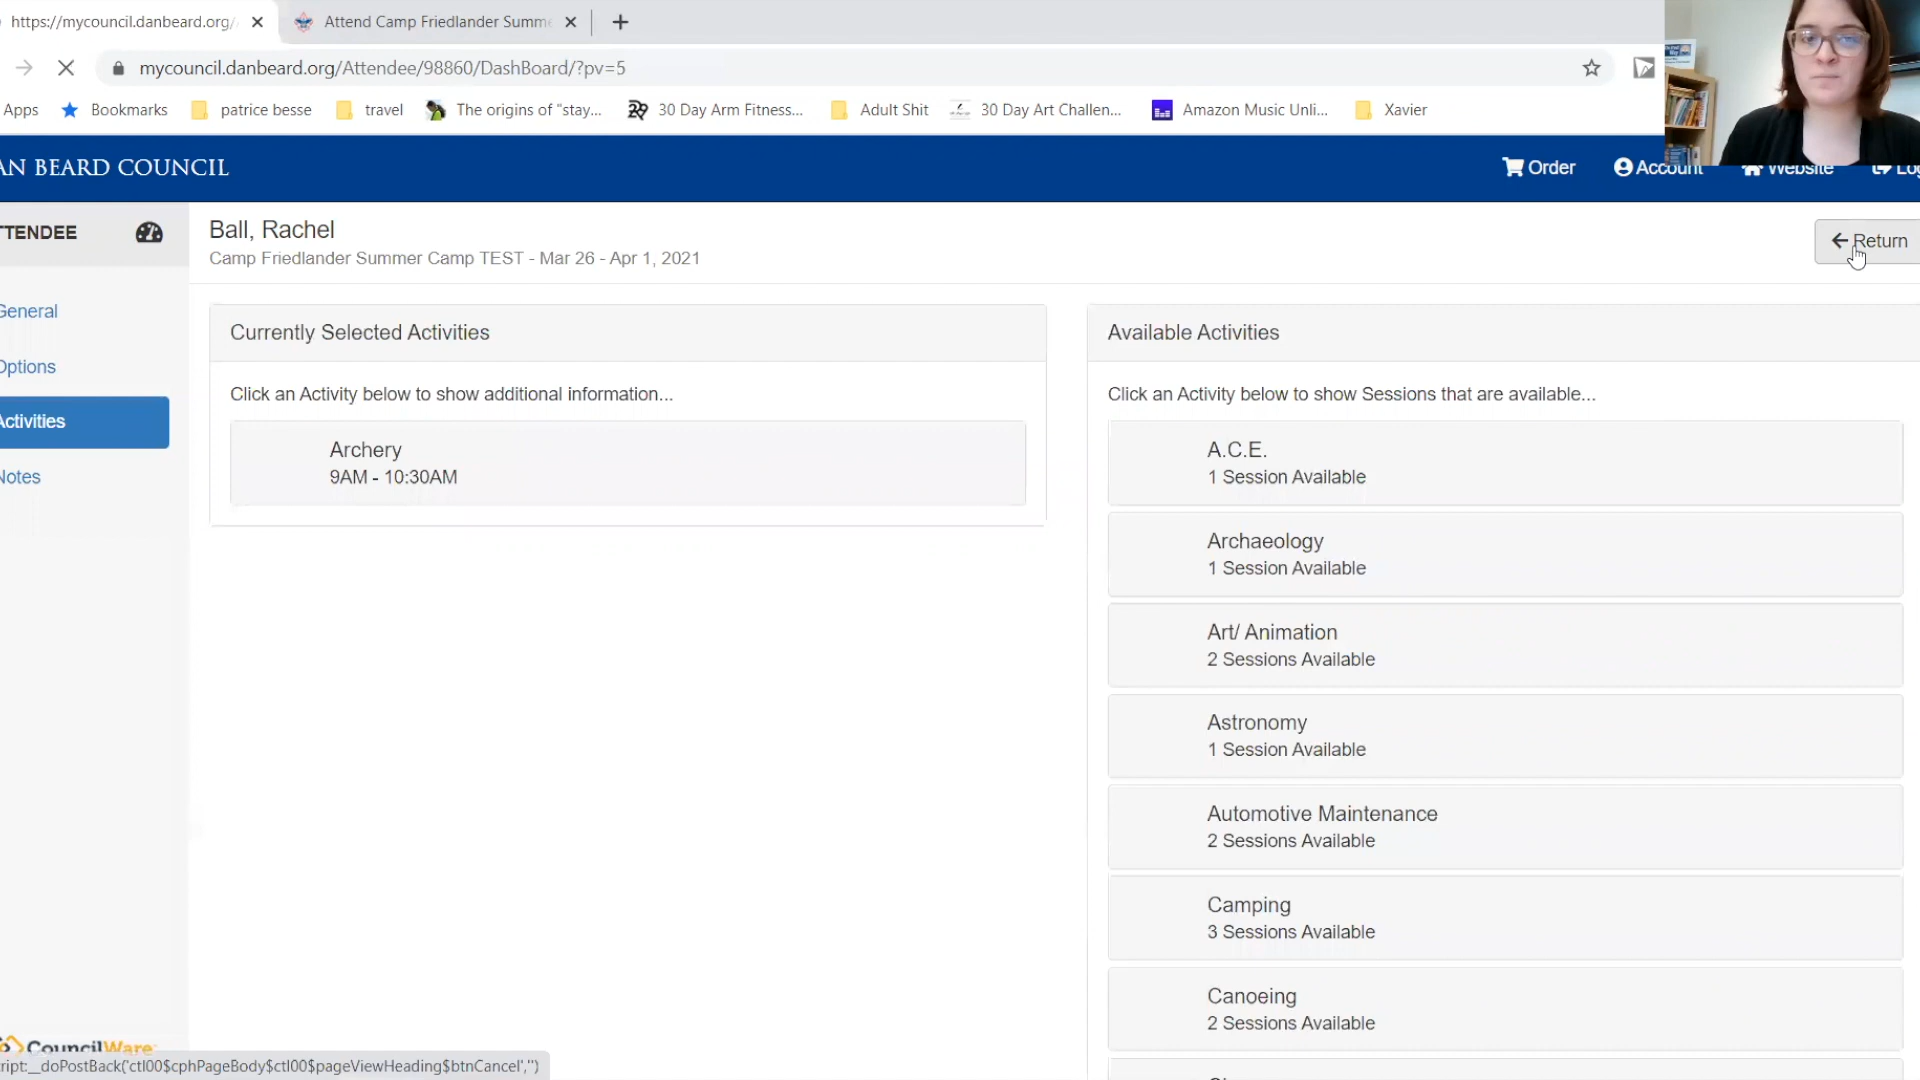 https://mycouncil.danbeard.org/
Attend Camp Friedlander Summe
mycouncil.danbeard.org/Attendee/98860/DashBoard/?pv=5
Apps
Bookmarks
patrice besse
travel
The origins of "stay...
30 Day Arm Fitness...
Adult Shit
30 Day Art Challen...
Amazon Music Unli...
Xavier
AN BEARD COUNCIL
Order
Account
Website
Log
TTENDEE
Ball, Rachel
Camp Friedlander Summer Camp TEST - Mar 26 - Apr 1, 2021
Return
General
Options
Activities
Notes
Currently Selected Activities
Click an Activity below to show additional information...
Archery
9AM - 10:30AM
Available Activities
Click an Activity below to show Sessions that are available...
A.C.E.
1 Session Available
Archaeology
1 Session Available
Art/ Animation
2 Sessions Available
Astronomy
1 Session Available
Automotive Maintenance
2 Sessions Available
Camping
3 Sessions Available
Canoeing
2 Sessions Available
CouncilWare
ript:__doPostBack('ctl00$cphPageBody$ctl00$pageViewHeading$btnCancel','')